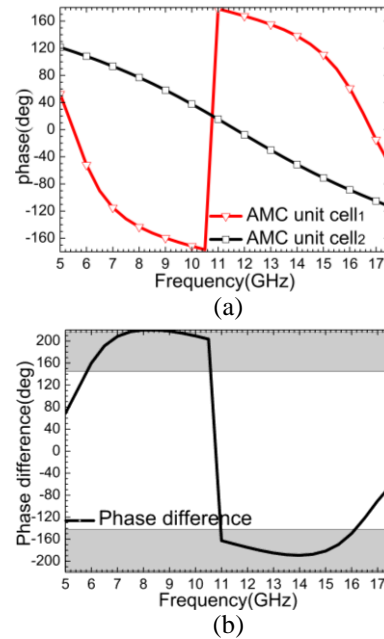 160
120
80
40
0
-40
-80
-120
-160
phase(deg)
AMC unit cell1
AMC unit cell2
5 6 7 8 9 10 11 12 13 14 15 16 17
Frequency(GHz)
(a)
200
160
120
80
40
0
-40
-80
-120
-160
-200
Phase difference(deg)
Phase difference
5 6 7 8 9 10 11 12 13 14 15 16 17
Frequency(GHz)
(b)